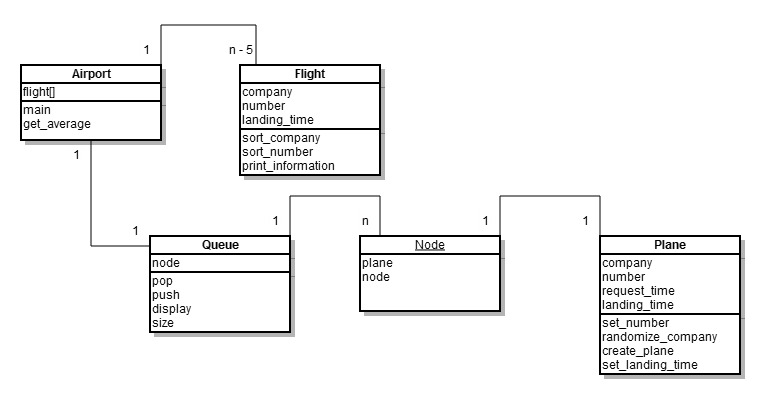 1
n - 5
Airport
flight[]
main
get_average
Flight
company
number
landing_time
sort_company
sort_number
print_information
1
1
Queue
node
pop
push
display
size
1
n
Node
plane
node
1
1
Plane
company
number
request_time
landing_time
set_number
randomize_company
create_plane
set_landing_time